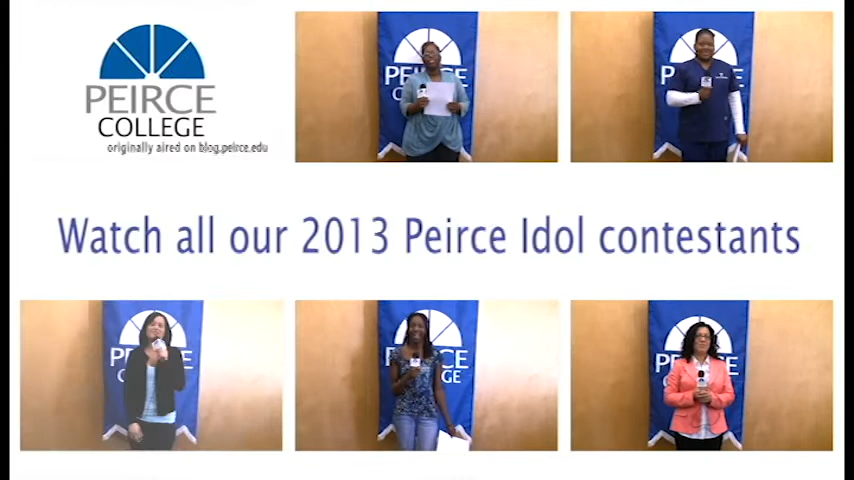 PEIRCE
COLLEGE
originally aired on blog.peirce.edu
Watch all our 2013 Peirce Idol contestants